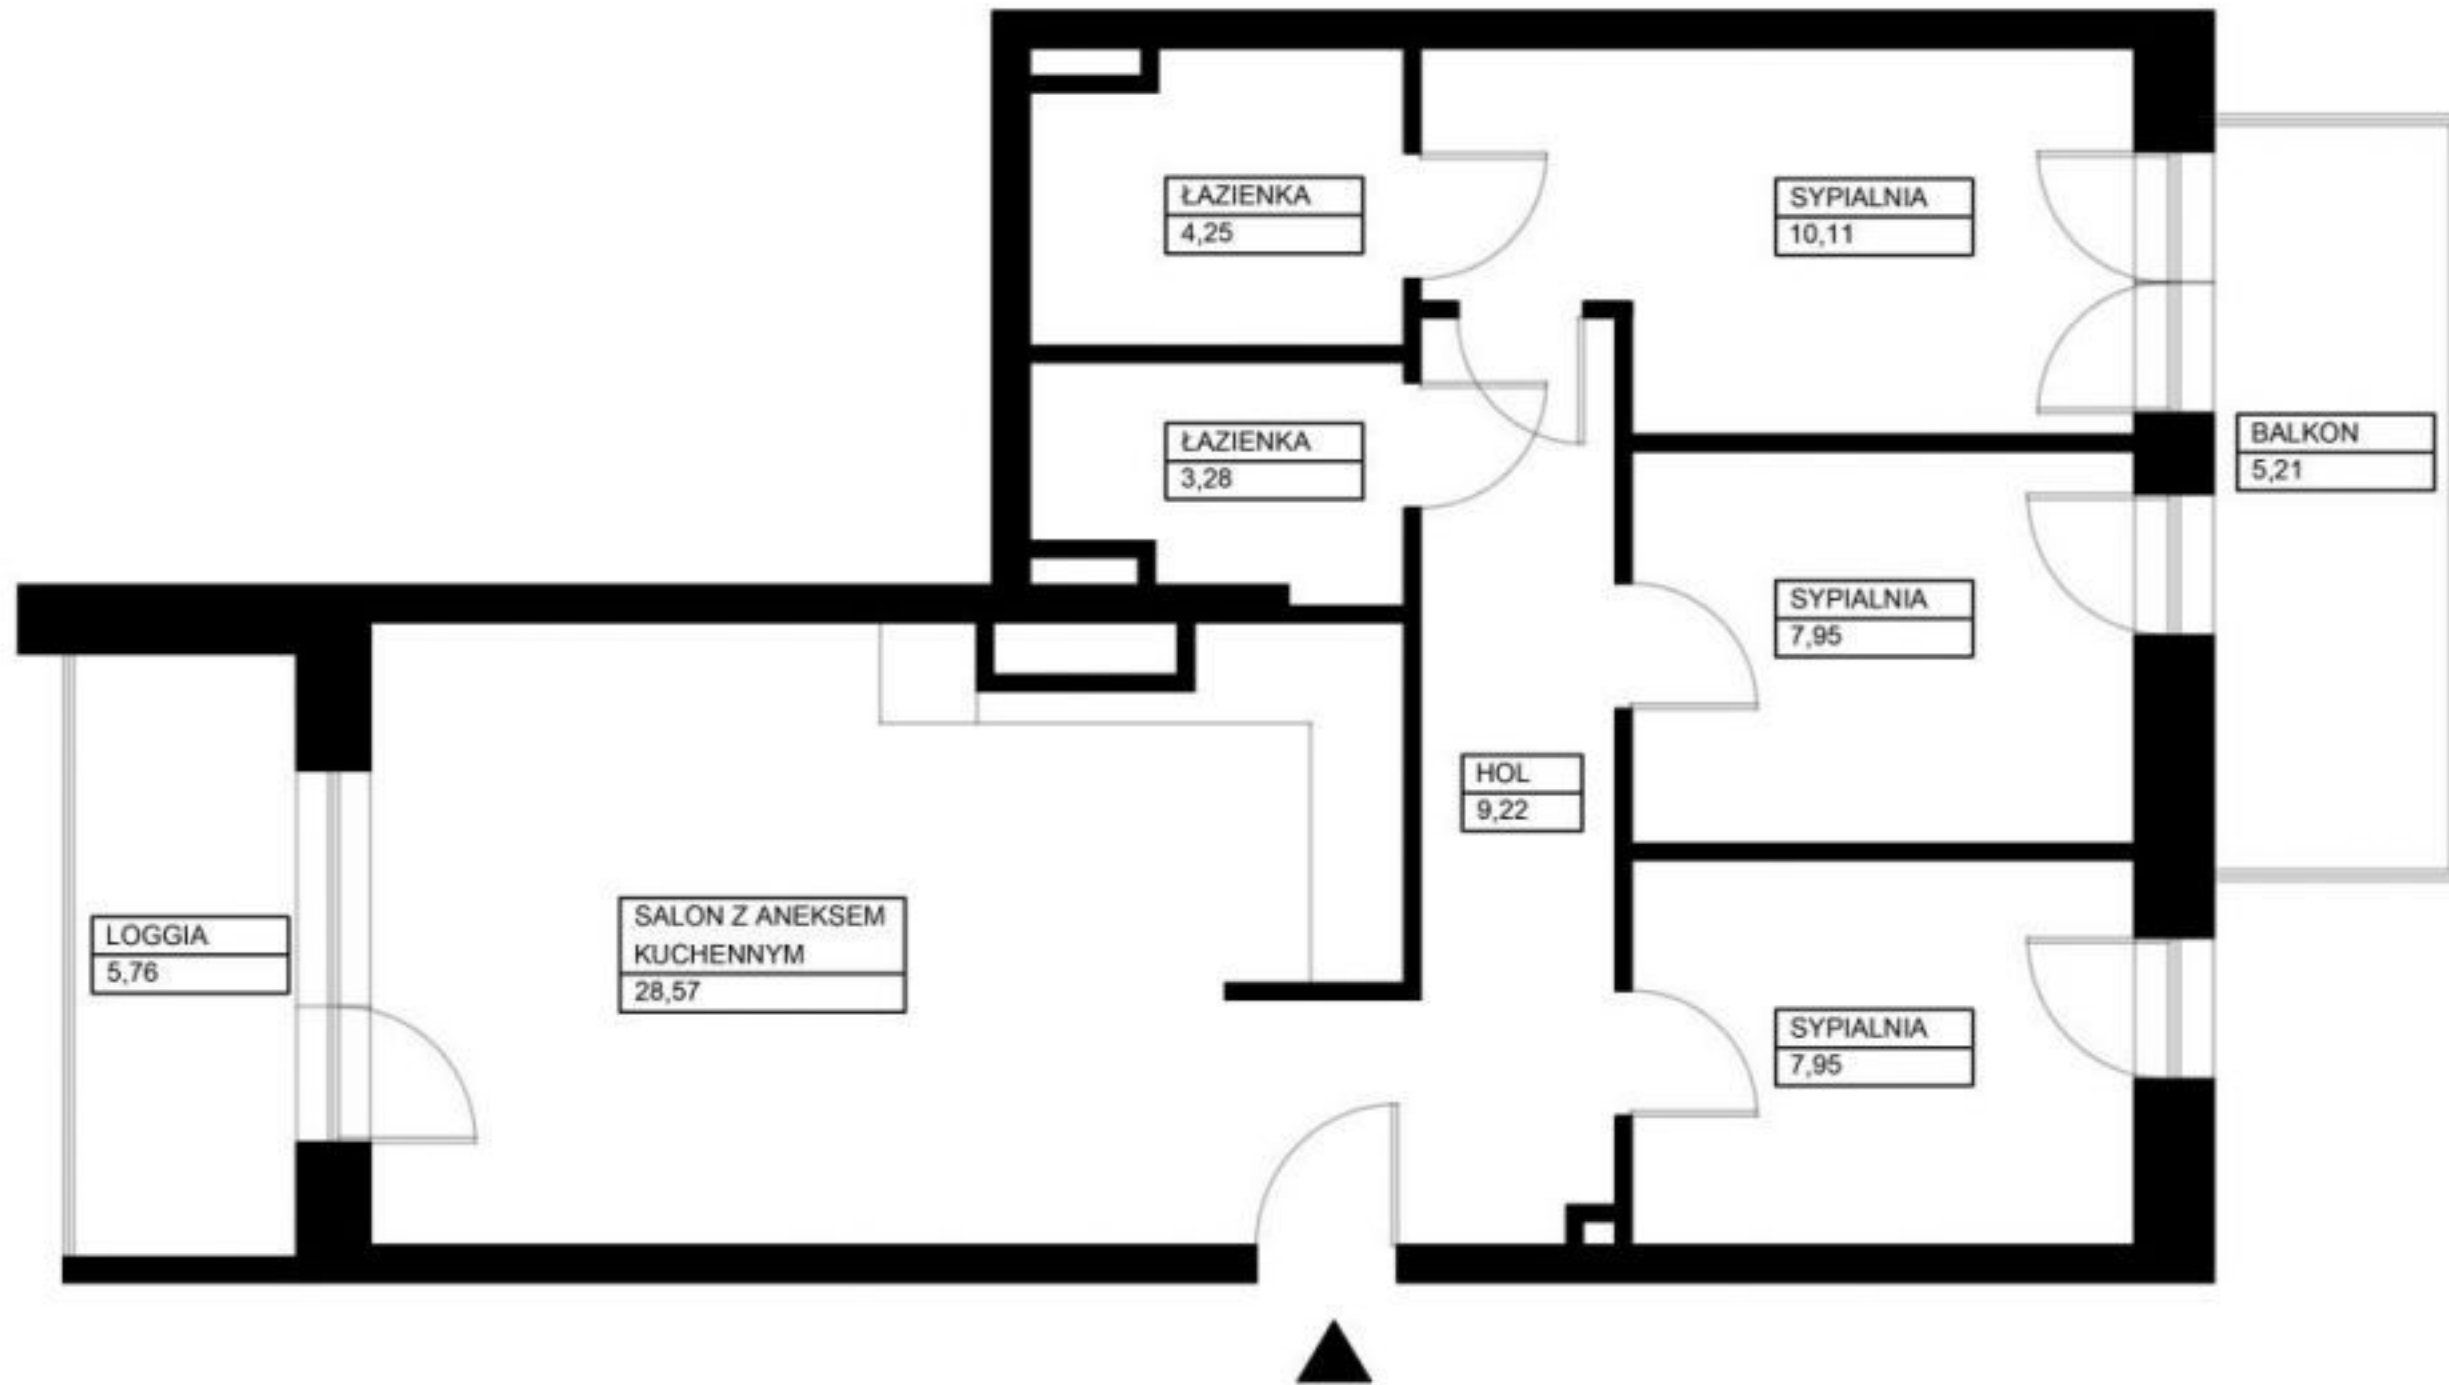 ŁAZIENKA
4,25
SYPIALNIA
10,11
ŁAZIENKA
3,28
BALKON
5,21
SYPIALNIA
7,95
HOL
9,22
LOGGIA
5,76
SALON Z ANEKSEM
KUCHENNYM
28,57
SYPIALNIA
7,95